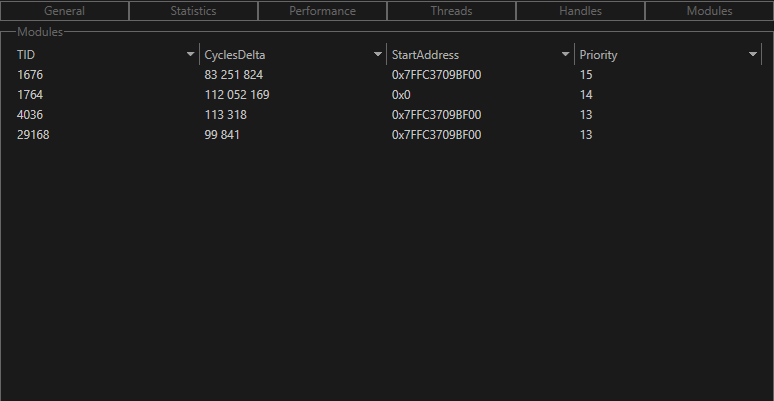 General Statistics Performance Threads Handles Modules
Modules
TID CyclesDelta StartAddress Priority
1676 83 251 824 0x7FFC3709BF00 15
1764 112 052 169 0x0 14
4036 113 318 0x7FFC3709BF00 13
29168 99 841 0x7FFC3709BF00 13